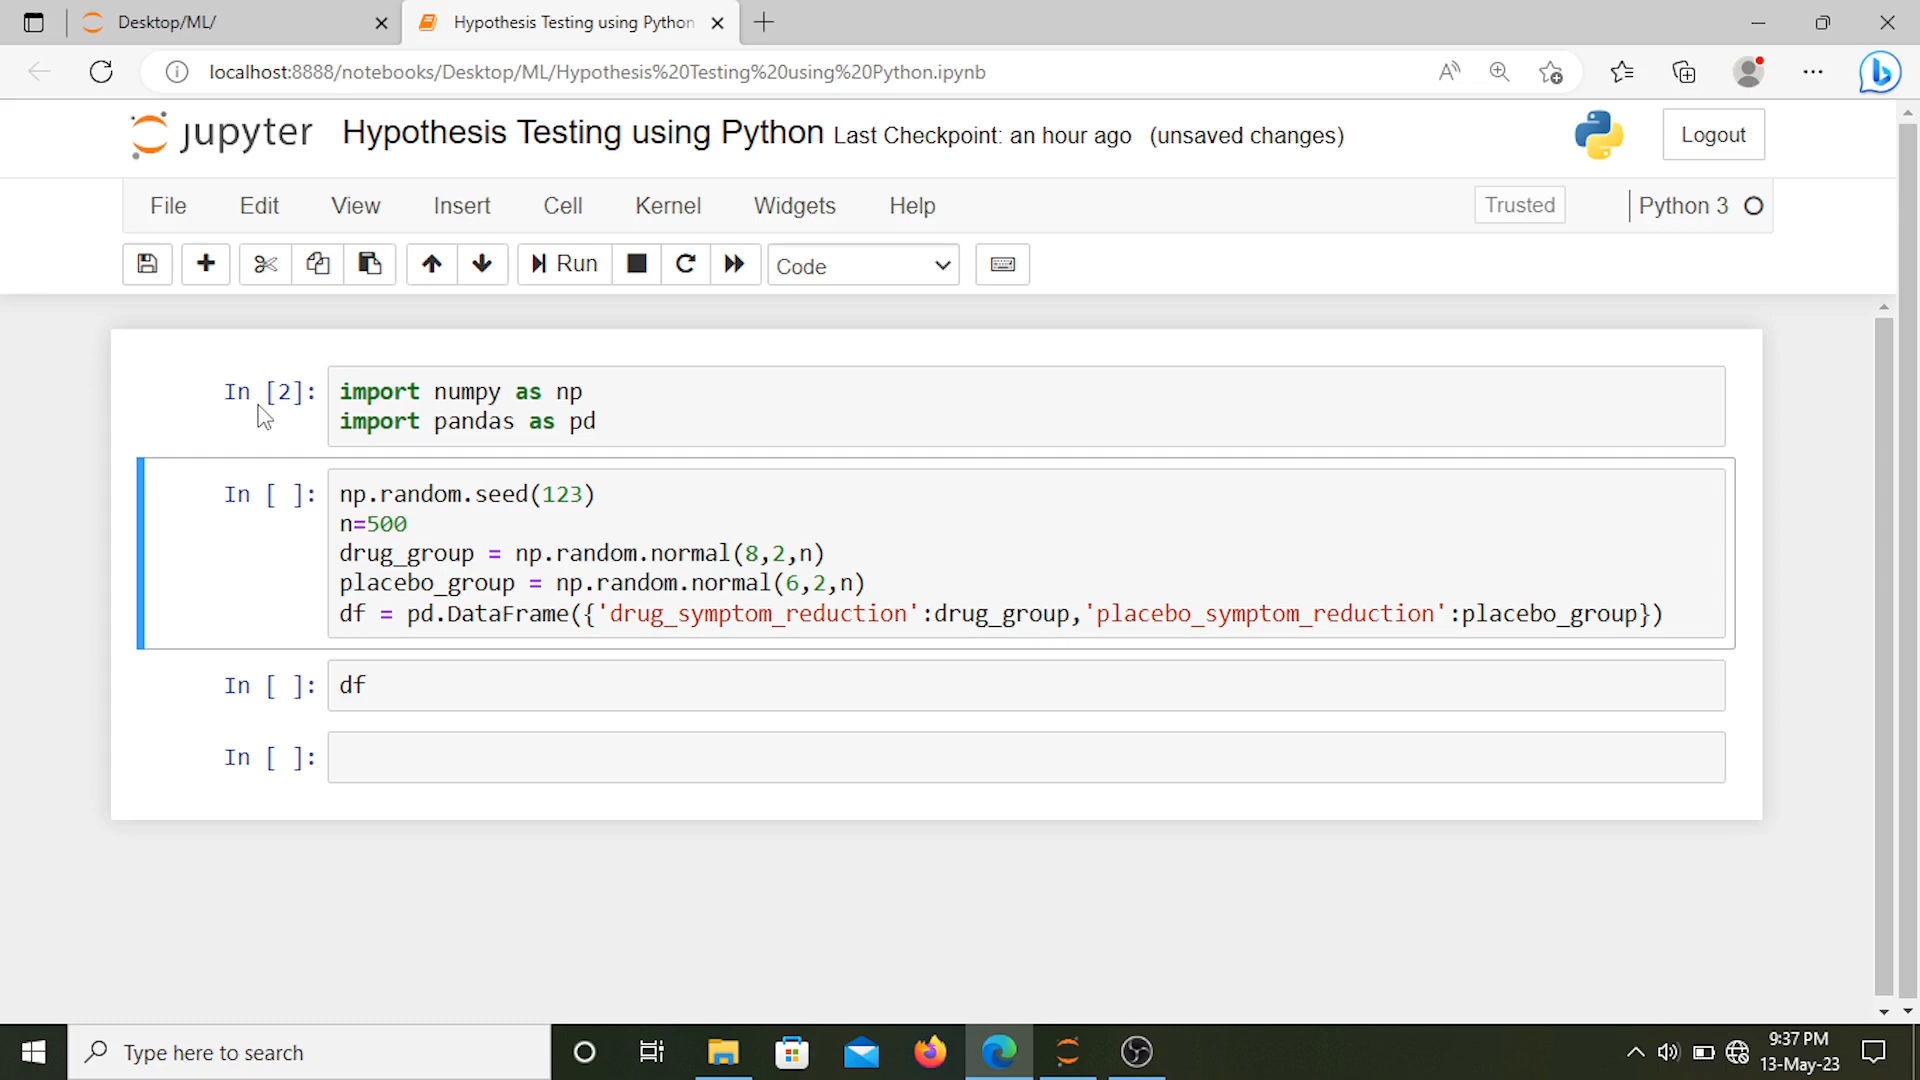 Desktop/ML/
Hypothesis Testing using Python
localhost:8888/notebooks/Desktop/ML/Hypothesis%20Testing%20using%20Python.ipynb
jupyter Hypothesis Testing using Python Last Checkpoint: an hour ago (unsaved changes) Logout
File Edit View Insert Cell Kernel Widgets Help Trusted Python 3
Run Code
In [2]: import numpy as np
import pandas as pd
In [ ]: np.random.seed(123)
n=500
drug_group = np.random.normal(8,2,n)
placebo_group = np.random.normal(6,2,n)
df = pd.DataFrame({'drug_symptom_reduction':drug_group,'placebo_symptom_reduction':placebo_group})
In [ ]: df
In [ ]:
Type here to search
9:37 PM
13-May-23